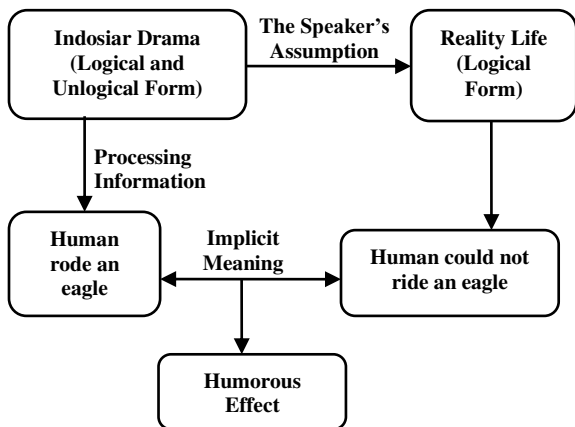 Indosiar Drama
(Logical and
Unlogical Form)
The Speaker's
Assumption
Reality Life
(Logical
Form)
Processing
Information
Human
rode an
eagle
Implicit
Meaning
Human could not
ride an eagle
Humorous
Effect